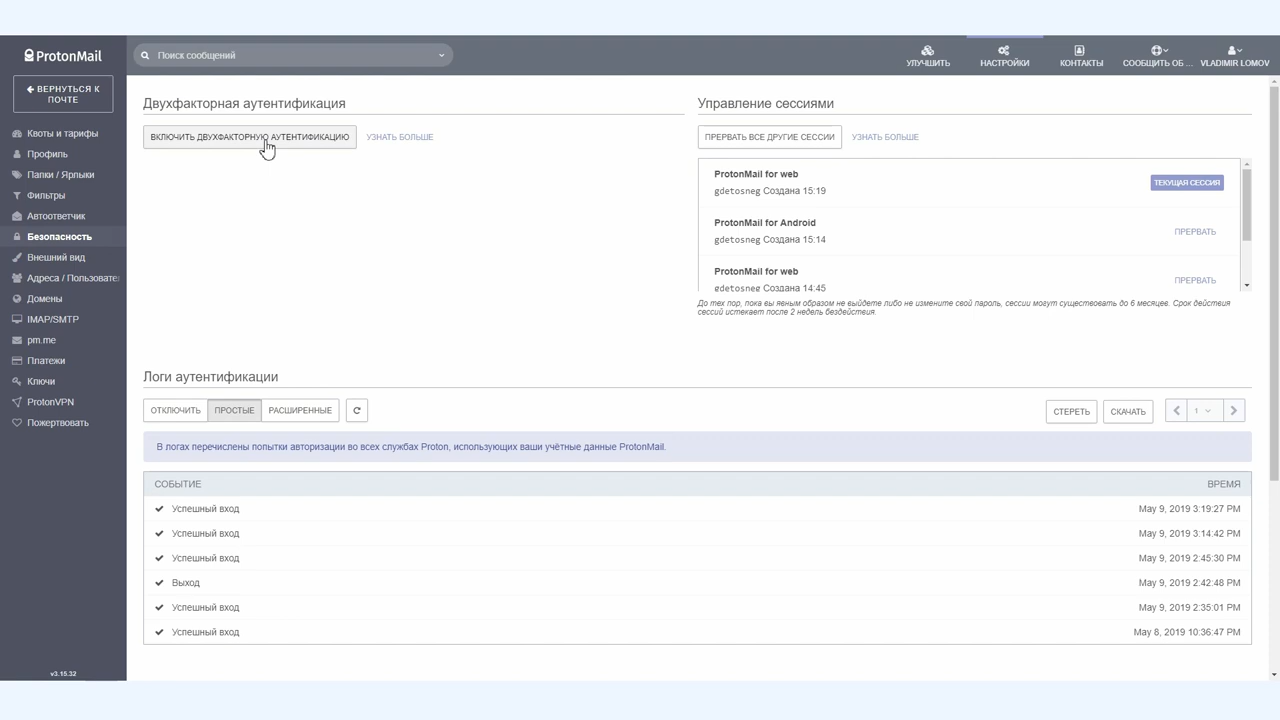 ProtonMail
Поиск сообщений
УЛУЧШИТЬ
НАСТРОЙКИ
КОНТАКТЫ
СООБЩИТЬ ОБ ...
VLADIMIR LOMOV
ВЕРНУТЬСЯ К
ПОЧТЕ
Квоты и тарифы
Профиль
Папки / Ярлыки
Фильтры
Автоответчик
Безопасность
Внешний вид
Адреса / Пользовате
Домены
IMAP/SMTP
pm.me
Платежи
Ключи
ProtonVPN
Пожертвовать
v3.15.32
Двухфакторная аутентификация
ВКЛЮЧИТЬ ДВУХФАКТОРНУЮ АУТЕНТИФИКАЦИЮ УЗНАТЬ БОЛЬШЕ
Управление сессиями
ПРЕРВАТЬ ВСЕ ДРУГИЕ СЕССИИ УЗНАТЬ БОЛЬШЕ
ProtonMail for web
gdetosneg Создана 15:19
ТЕКУЩАЯ СЕССИЯ
ProtonMail for Android
gdetosneg Создана 15:14
ПРЕРВАТЬ
ProtonMail for web
gdetosneg Создана 14:45
ПРЕРВАТЬ
До тех пор, пока вы явным образом не выйдете либо не измените свой пароль, сессии могут существовать до 6 месяцев. Срок действия
сессий истекает после 2 недель бездействия.
Логи аутентификации
ОТКЛЮЧИТЬ ПРОСТЫЕ РАСШИРЕННЫЕ
СТЕРЕТЬ СКАЧАТЬ 1
В логах перечислены попытки авторизации во всех службах Proton, использующих ваши учётные данные ProtonMail.
СОБЫТИЕ ВРЕМЯ
Успешный вход May 9, 2019 3:19:27 PM
Успешный вход May 9, 2019 3:14:42 PM
Успешный вход May 9, 2019 2:45:30 PM
Выход May 9, 2019 2:42:48 PM
Успешный вход May 9, 2019 2:35:01 PM
Успешный вход May 8, 2019 10:36:47 PM